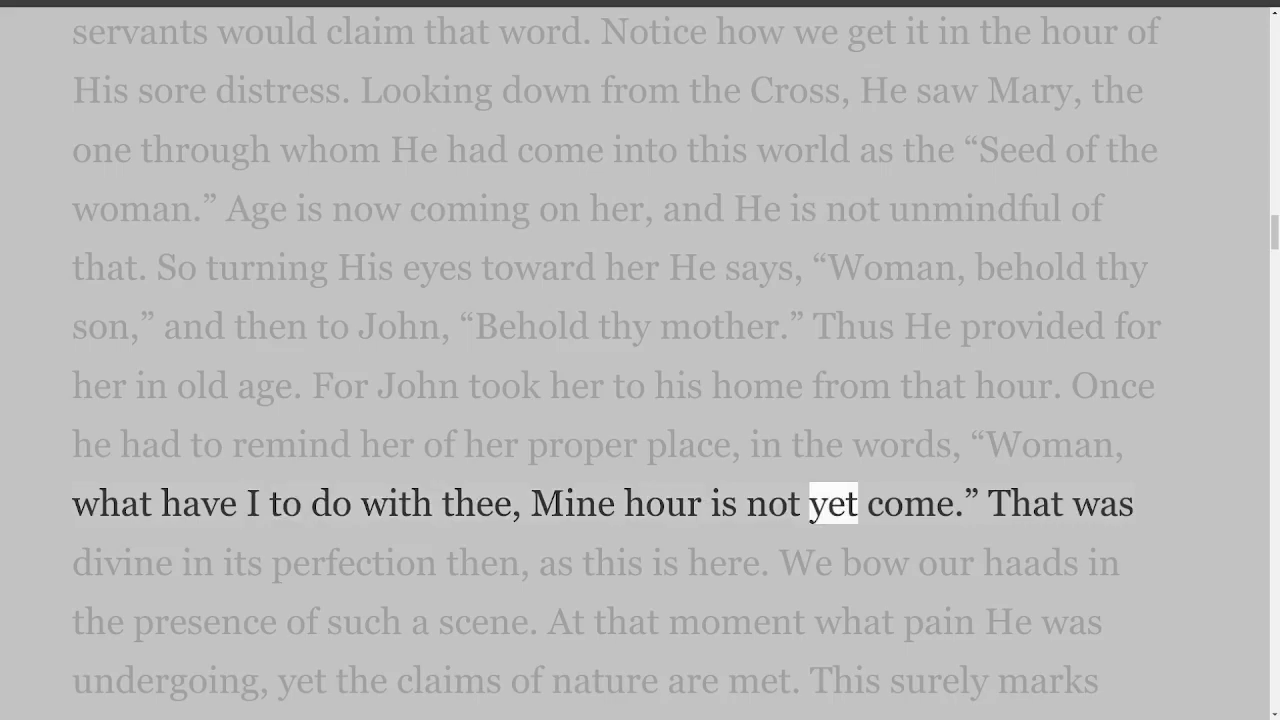 servants would claim that word. Notice how we get it in the hour of
His sore distress. Looking down from the Cross, He saw Mary, the
one through whom He had come into this world as the “Seed of the
woman.” Age is now coming on her, and He is not unmindful of
that. So turning His eyes toward her He says, “Woman, behold thy
son,” and then to John, “Behold thy mother.” Thus He provided for
her in old age. For John took her to his home from that hour. Once
he had to remind her of her proper place, in the words, “Woman,
what have I to do with thee, Mine hour is not yet come.” That was
divine in its perfection then, as this is here. We bow our haads in
the presence of such a scene. At that moment what pain He was
undergoing, yet the claims of nature are met. This surely marks